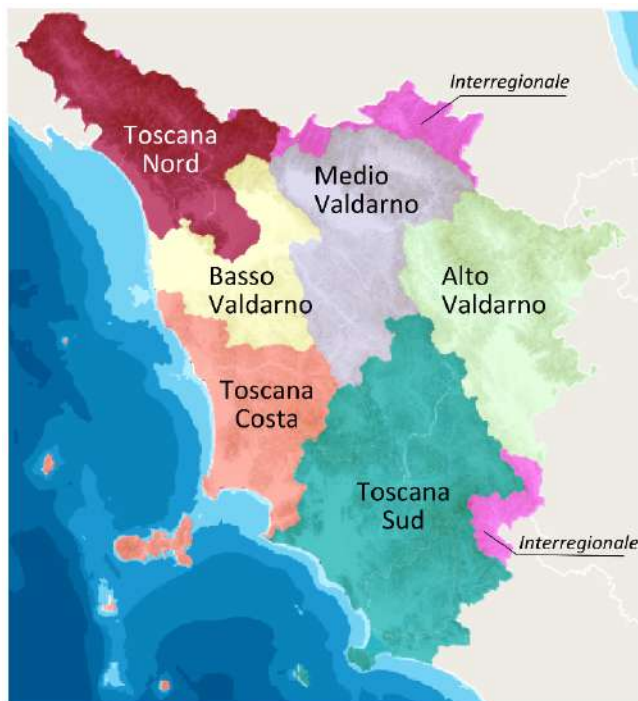 Interregionale
Toscana
Nord
Medio
Valdarno
Basso
Valdarno
Alto
Valdarno
Toscana
Costa
Toscana
Sud
Interregionale